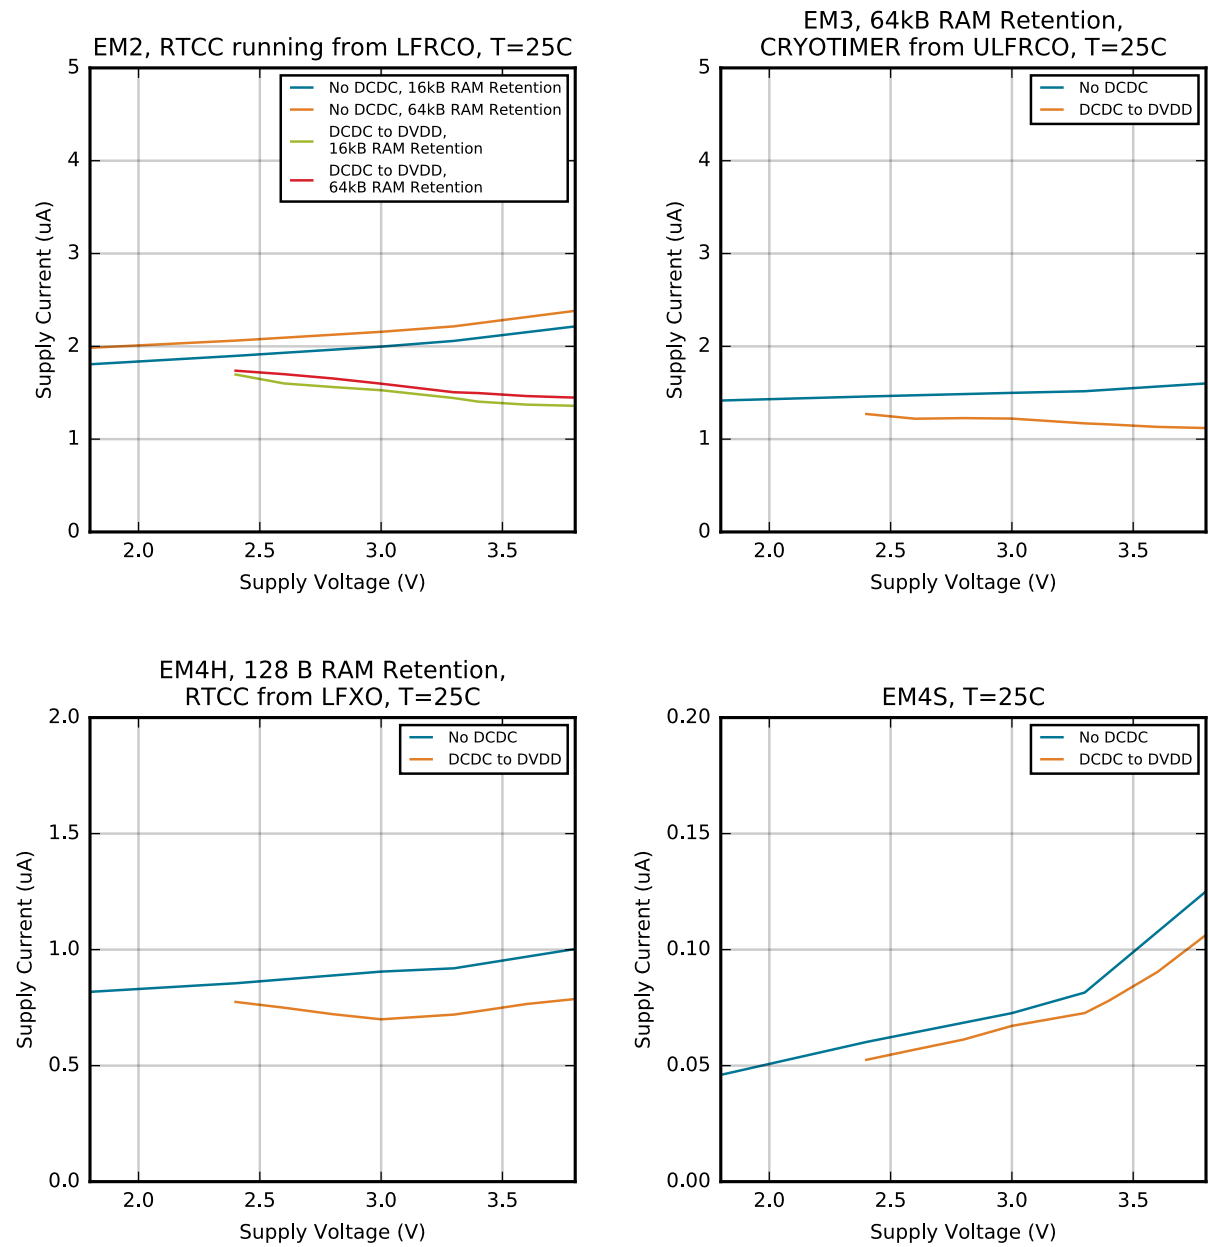 EM2, RTCC running from LFRCO, T=25C
5
4
3
2
1
0
Supply Current (uA)
No DCDC, 16kB RAM Retention
No DCDC, 64kB RAM Retention
DCDC to DVDD,
16kB RAM Retention
DCDC to DVDD,
64kB RAM Retention
2.0 2.5 3.0 3.5
Supply Voltage (V)
EM3, 64kB RAM Retention,
CRYOTIMER from ULFRCO, T=25C
5
4
3
2
1
0
Supply Current (uA)
No DCDC
DCDC to DVDD
2.0 2.5 3.0 3.5
Supply Voltage (V)
EM4H, 128 B RAM Retention,
RTCC from LFXO, T=25C
2.0
1.5
1.0
0.5
0.0
Supply Current (uA)
No DCDC
DCDC to DVDD
2.0 2.5 3.0 3.5
Supply Voltage (V)
EM4S, T=25C
0.20
0.15
0.10
0.05
0.00
Supply Current (uA)
No DCDC
DCDC to DVDD
2.0 2.5 3.0 3.5
Supply Voltage (V)